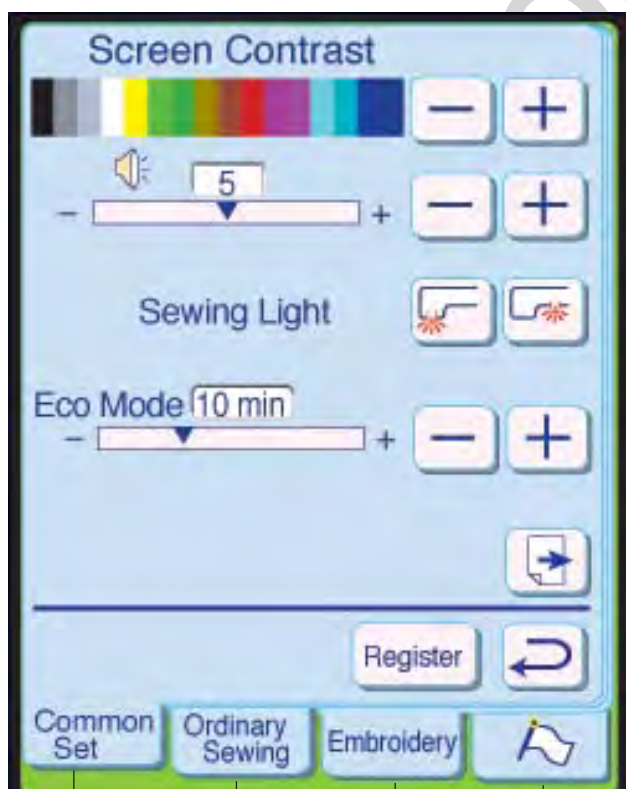 Screen Contrast
− +
5
− + − +
Sewing Light
Eco Mode 10 min
− + − +
Register
Common Set
Ordinary Sewing
Embroidery